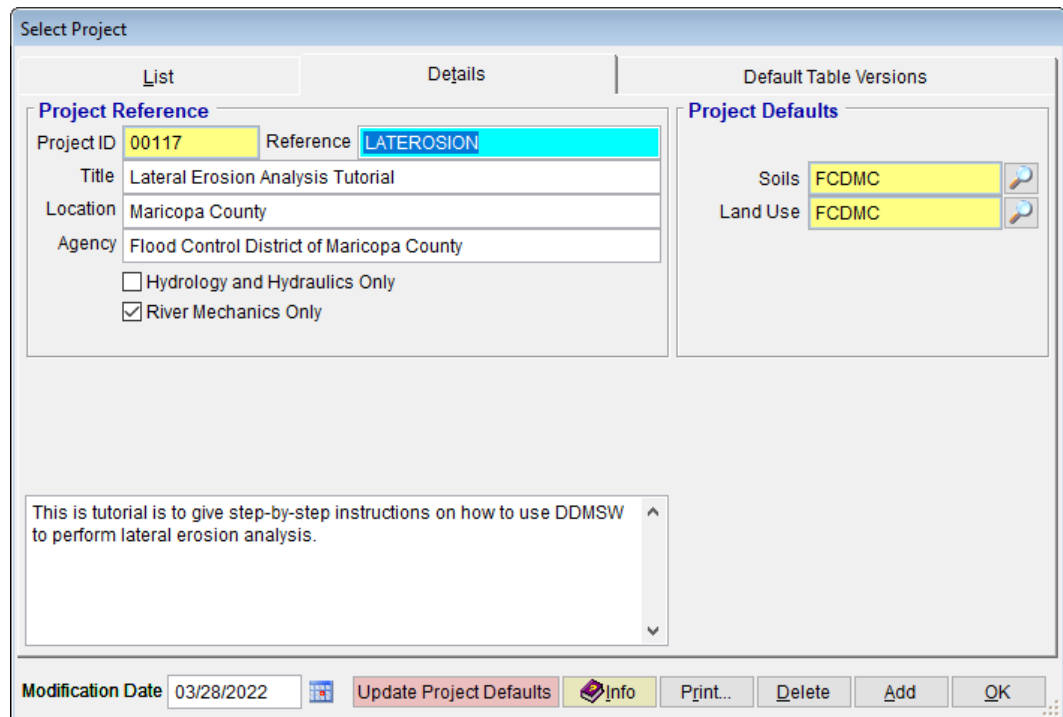 Select Project
List
Details
Default Table Versions
Project Reference
Project ID 00117 Reference LATEROSION
Title Lateral Erosion Analysis Tutorial
Location Maricopa County
Agency Flood Control District of Maricopa County
Hydrology and Hydraulics Only
River Mechanics Only
Project Defaults
Soils FCDMC
Land Use FCDMC
This is tutorial is to give step-by-step instructions on how to use DDMSW
to perform lateral erosion analysis.
Modification Date 03/28/2022 Update Project Defaults Info Print... Delete Add OK